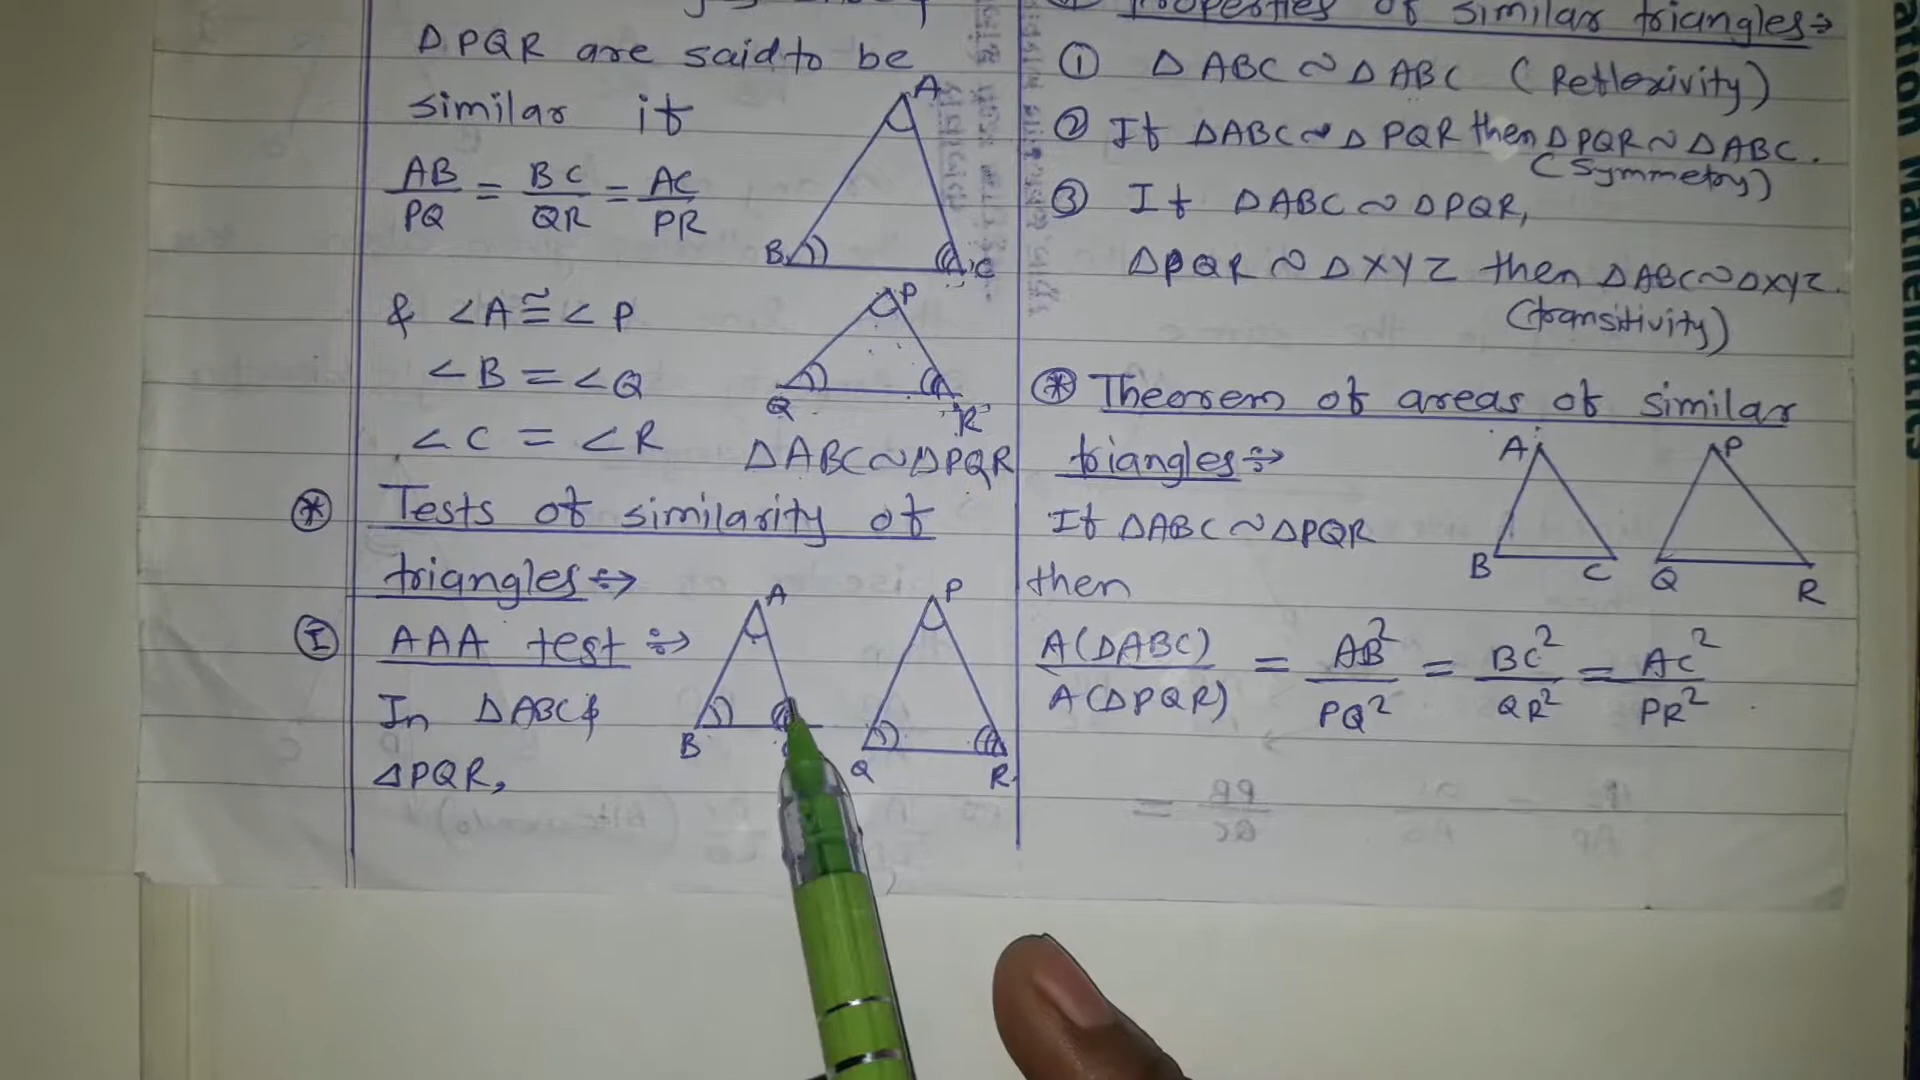 ΔPQR are said to be
similar if
AB/PQ = BC/QR = AC/PR
& ∠A ≅ ∠P
∠B = ∠Q
∠C = ∠R
A
B
C
P
Q
R
ΔABC ~ ΔPQR
⊛ Tests of similarity of
triangles ÷→
Ⓘ AAA test ÷→
In ΔABC &
ΔPQR,
A
B
P
Q
R
Properties of similar triangles ÷→
① ΔABC ~ ΔABC (Reflexivity)
② If ΔABC ~ ΔPQR then ΔPQR ~ ΔABC.
(Symmetry)
③ If ΔABC ~ ΔPQR,
ΔPQR ~ ΔXYZ then ΔABC ~ ΔXYZ.
(transitivity)
⊛ Theorem of areas of similar
triangles ÷→
A
B
C
P
Q
R
If ΔABC ~ ΔPQR
then
A(ΔABC)/A(ΔPQR) = AB²/PQ² = BC²/QR² = AC²/PR²
Mathematics